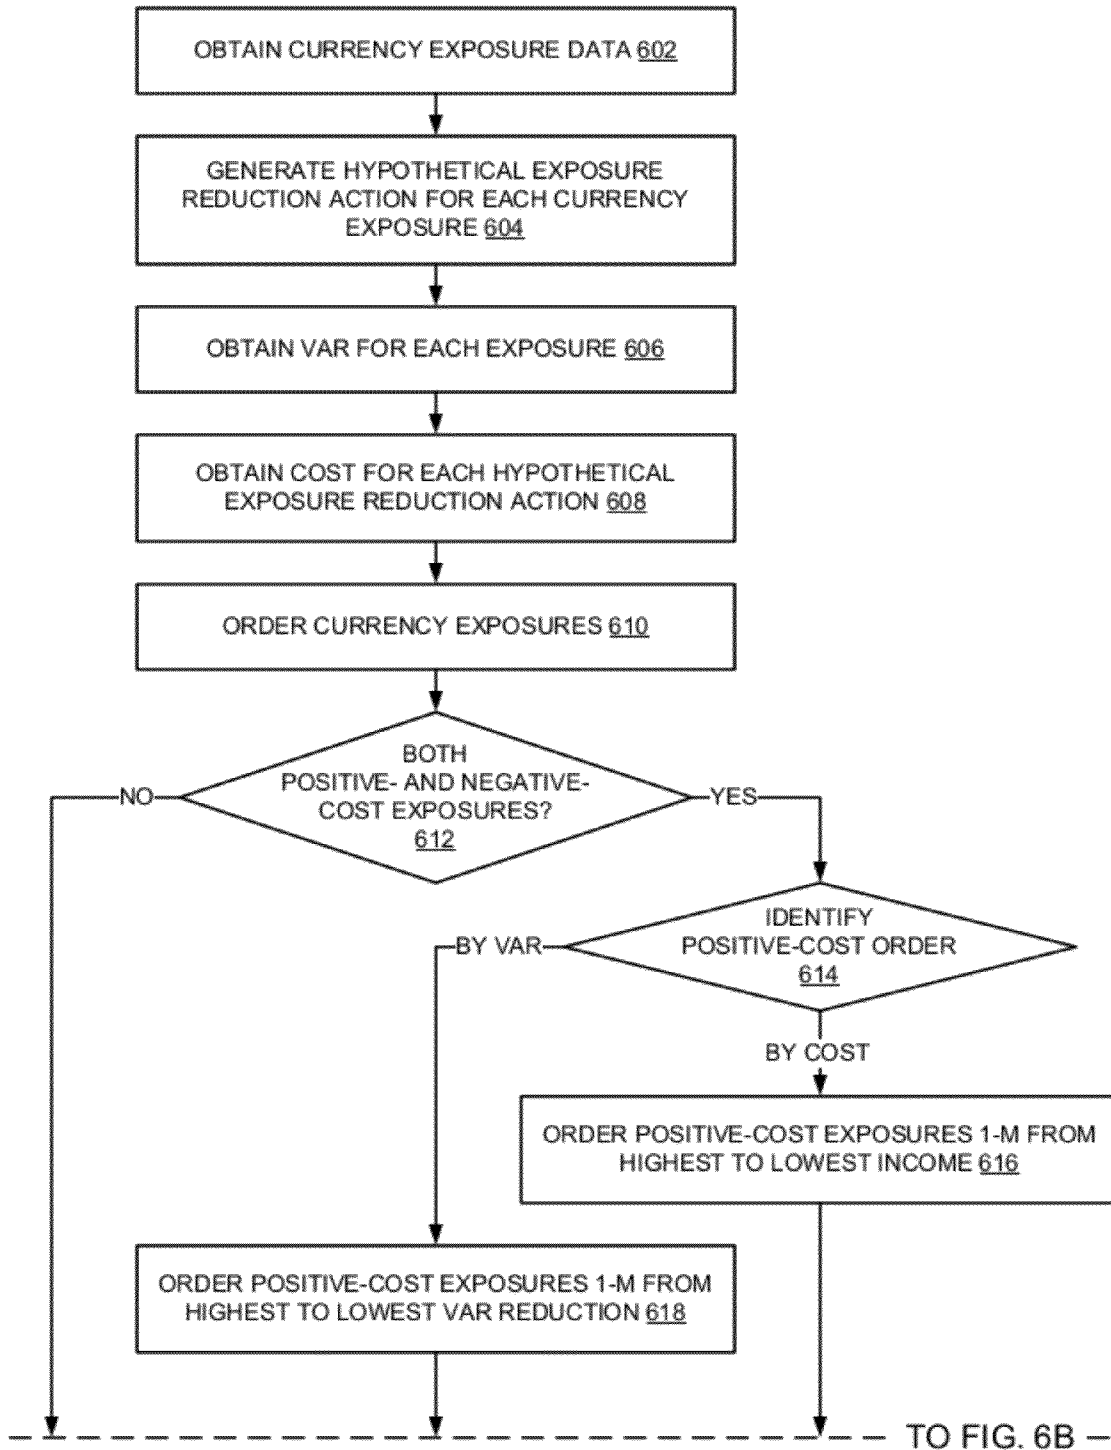 OBTAIN CURRENCY EXPOSURE DATA 602
GENERATE HYPOTHETICAL EXPOSURE
REDUCTION ACTION FOR EACH CURRENCY
EXPOSURE 604
OBTAIN VAR FOR EACH EXPOSURE 606
OBTAIN COST FOR EACH HYPOTHETICAL
EXPOSURE REDUCTION ACTION 608
ORDER CURRENCY EXPOSURES 610
BOTH
POSITIVE- AND NEGATIVE-
COST EXPOSURES?
612
NO
YES
IDENTIFY
POSITIVE-COST ORDER
614
BY VAR
BY COST
ORDER POSITIVE-COST EXPOSURES 1-M FROM
HIGHEST TO LOWEST INCOME 616
ORDER POSITIVE-COST EXPOSURES 1-M FROM
HIGHEST TO LOWEST VAR REDUCTION 618
TO FIG. 6B